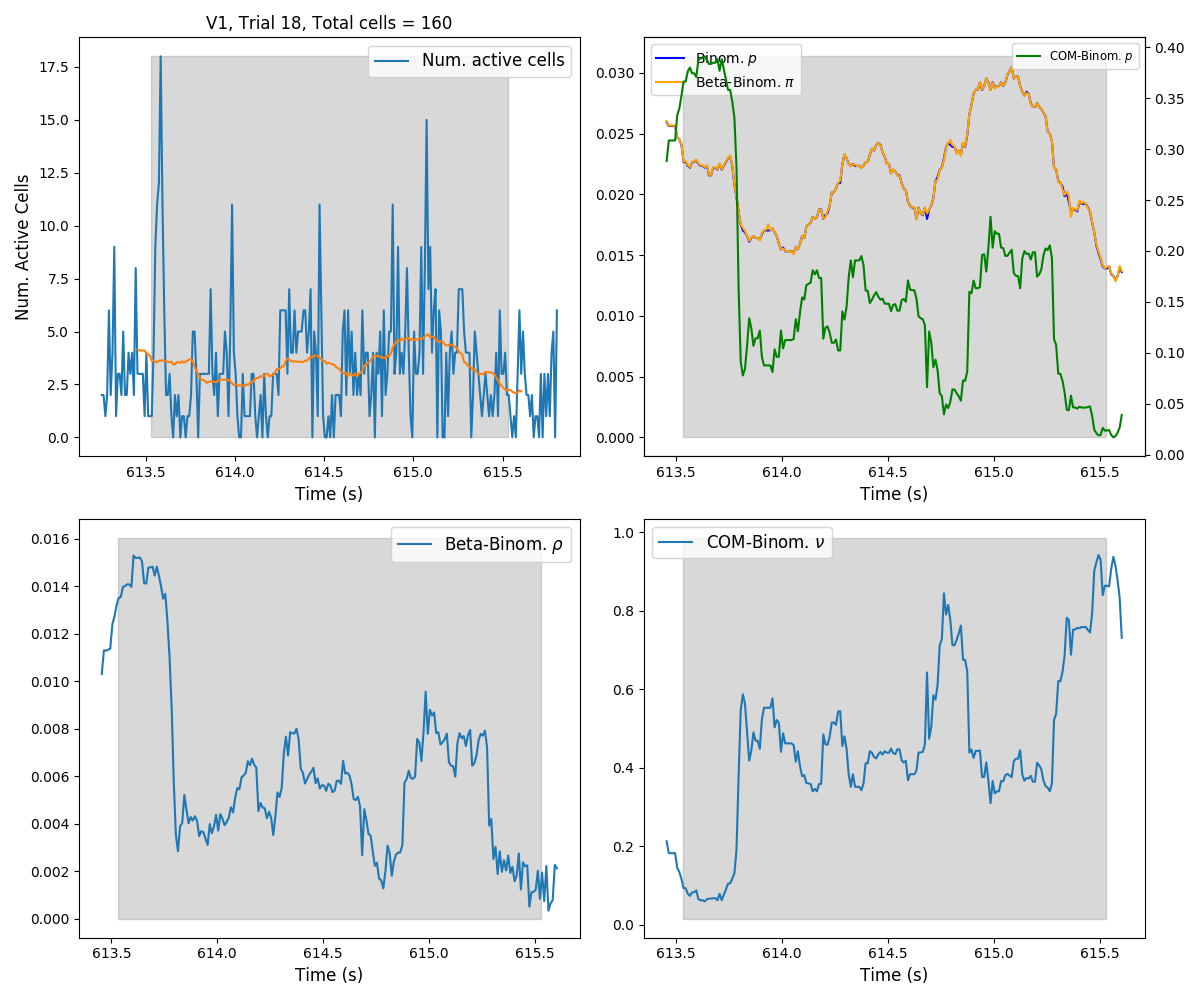 V1, Trial 18, Total cells = 160
Num. active cells
17.5
15.0
12.5
10.0
7.5
5.0
2.5
0.0
Num. Active Cells
613.5 614.0 614.5 615.0 615.5
Time (s)
Binom. p
Beta-Binom. π
COM-Binom. p
0.030
0.025
0.020
0.015
0.010
0.005
0.000
0.40
0.35
0.30
0.25
0.20
0.15
0.10
0.05
0.00
613.5 614.0 614.5 615.0 615.5
Time (s)
Beta-Binom. ρ
0.016
0.014
0.012
0.010
0.008
0.006
0.004
0.002
0.000
613.5 614.0 614.5 615.0 615.5
Time (s)
COM-Binom. ν
1.0
0.8
0.6
0.4
0.2
0.0
613.5 614.0 614.5 615.0 615.5
Time (s)